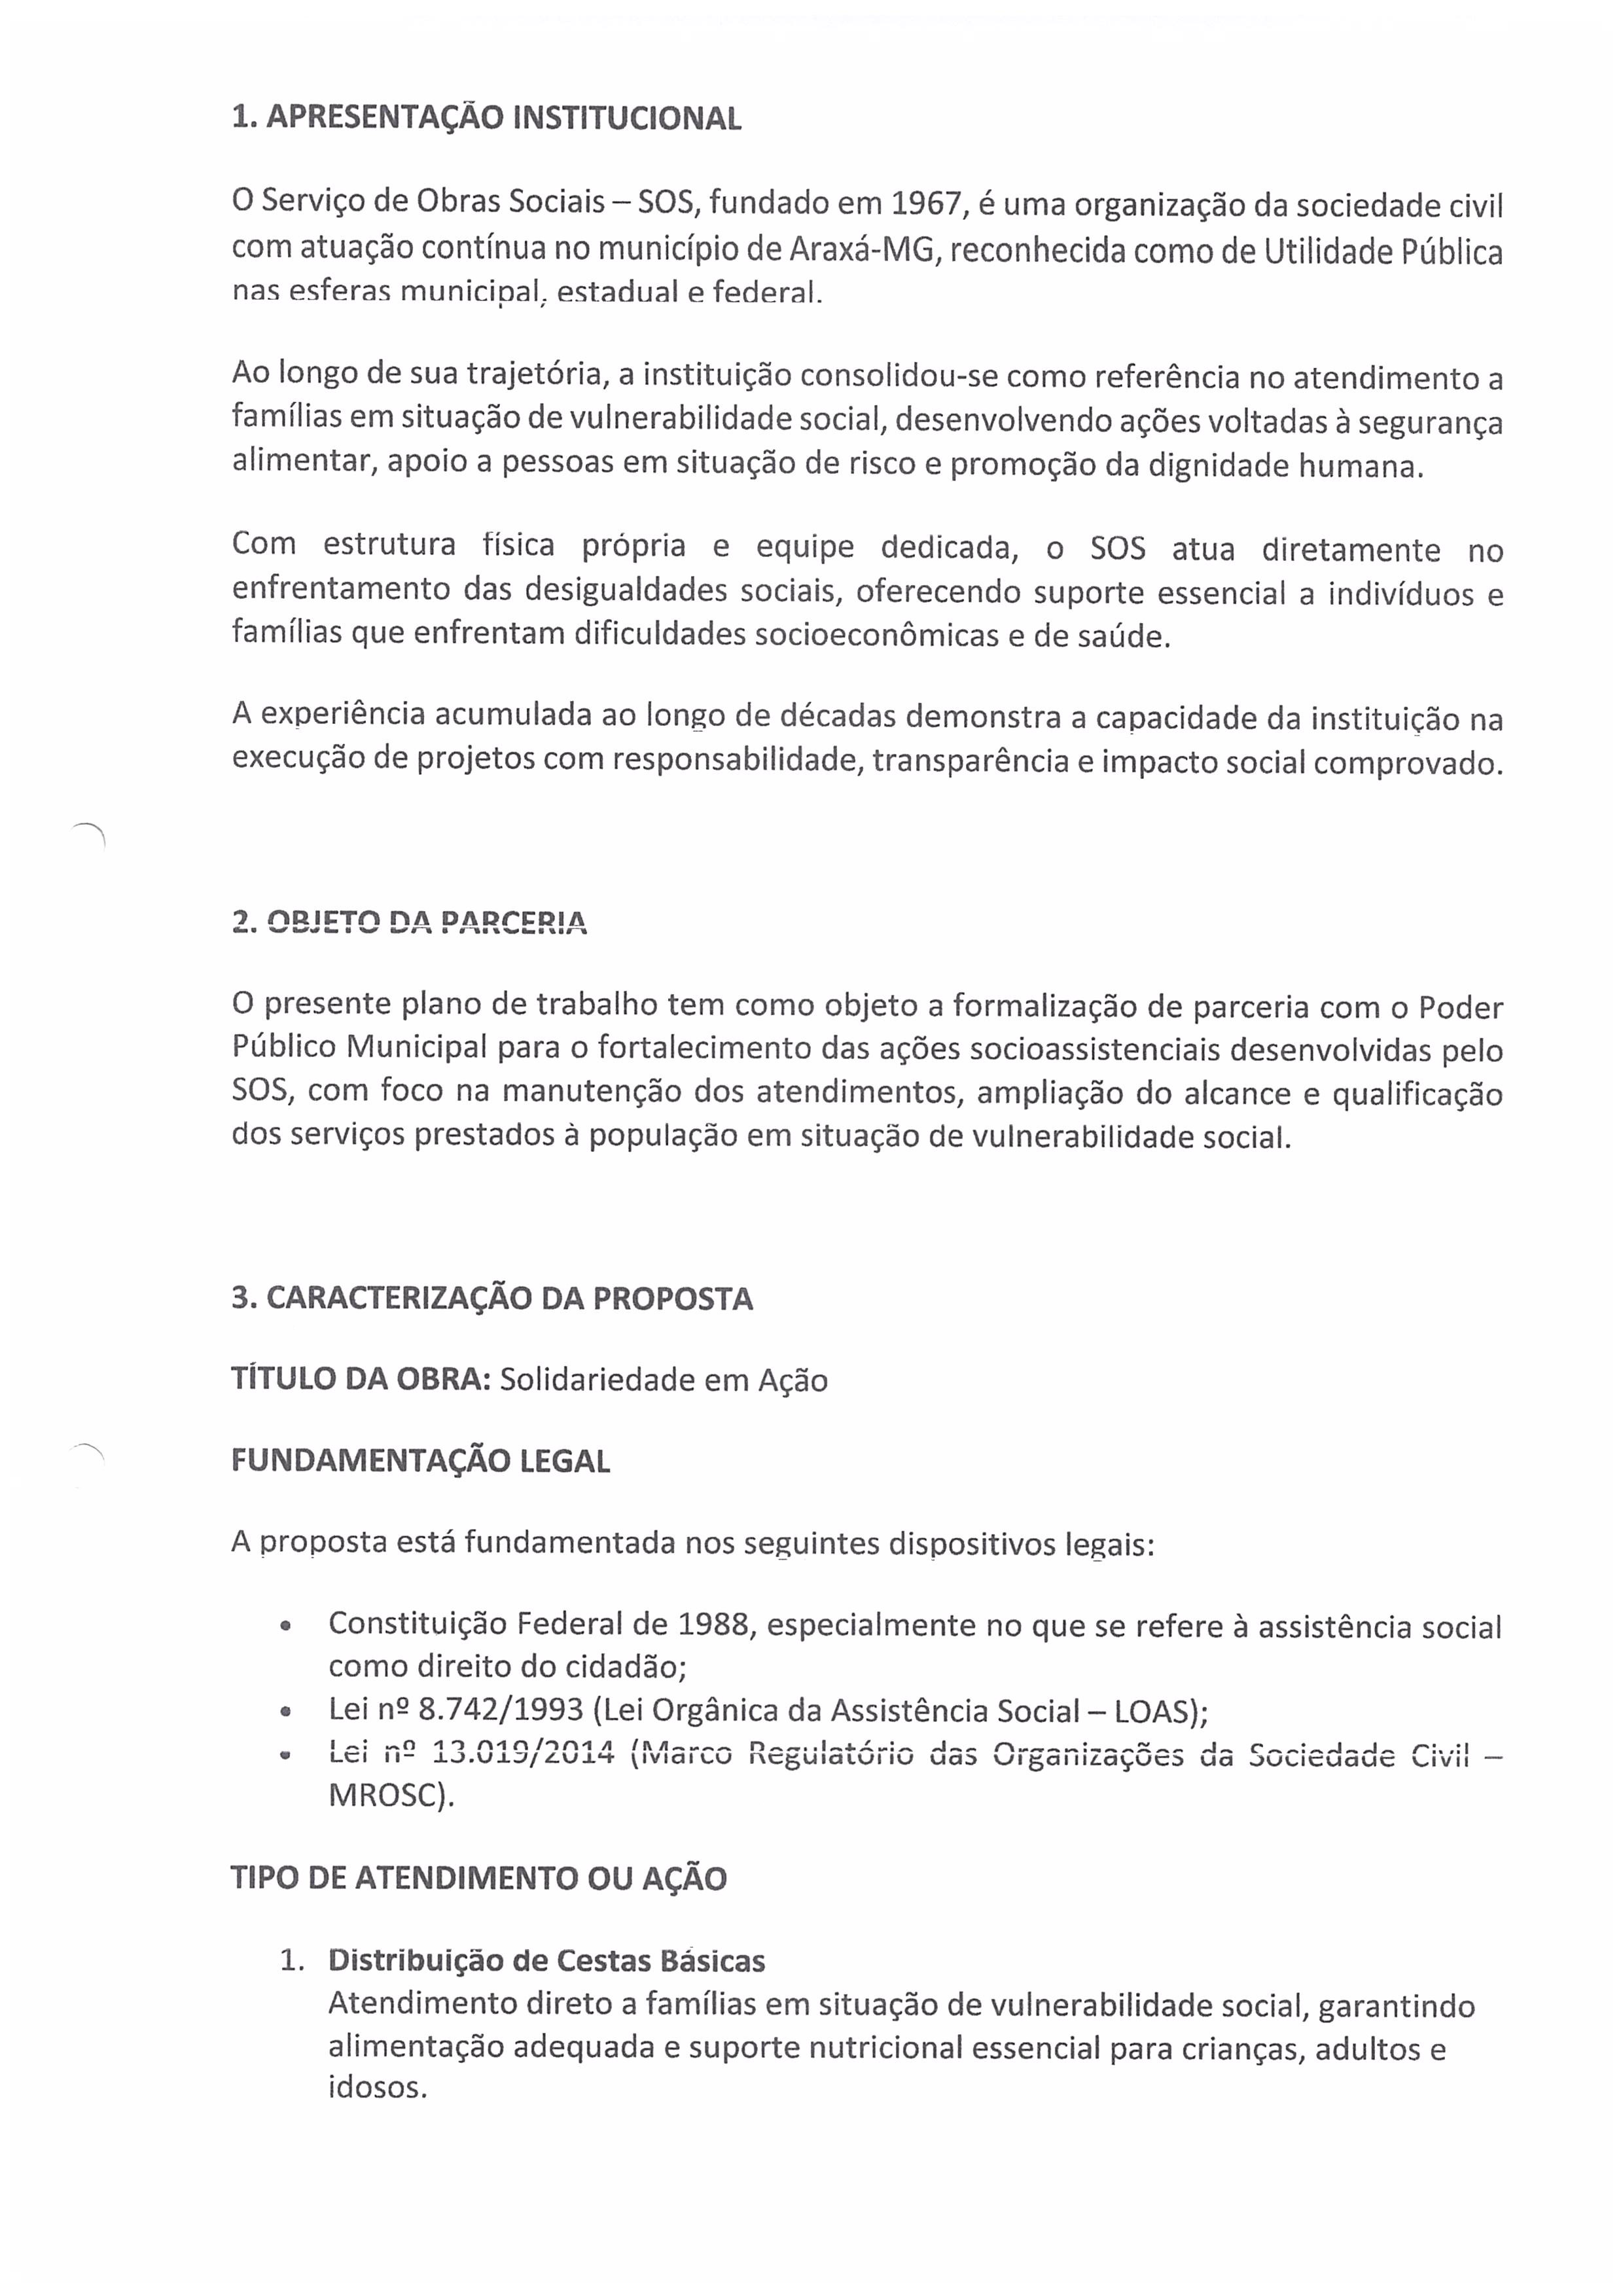 1. APRESENTAÇÃO INSTITUCIONAL
O Serviço de Obras Sociais – SOS, fundado em 1967, é uma organização da sociedade civil
com atuação contínua no município de Araxá-MG, reconhecida como de Utilidade Pública
nas esferas municipal, estadual e federal.
Ao longo de sua trajetória, a instituição consolidou-se como referência no atendimento a
famílias em situação de vulnerabilidade social, desenvolvendo ações voltadas à segurança
alimentar, apoio a pessoas em situação de risco e promoção da dignidade humana.
Com estrutura física própria e equipe dedicada, o SOS atua diretamente no
enfrentamento das desigualdades sociais, oferecendo suporte essencial a indivíduos e
famílias que enfrentam dificuldades socioeconômicas e de saúde.
A experiência acumulada ao longo de décadas demonstra a capacidade da instituição na
execução de projetos com responsabilidade, transparência e impacto social comprovado.
2. OBJETO DA PARCERIA
O presente plano de trabalho tem como objeto a formalização de parceria com o Poder
Público Municipal para o fortalecimento das ações socioassistenciais desenvolvidas pelo
SOS, com foco na manutenção dos atendimentos, ampliação do alcance e qualificação
dos serviços prestados à população em situação de vulnerabilidade social.
3. CARACTERIZAÇÃO DA PROPOSTA
TÍTULO DA OBRA: Solidariedade em Ação
FUNDAMENTAÇÃO LEGAL
A proposta está fundamentada nos seguintes dispositivos legais:
• Constituição Federal de 1988, especialmente no que se refere à assistência social
como direito do cidadão;
• Lei nº 8.742/1993 (Lei Orgânica da Assistência Social – LOAS);
• Lei nº 13.019/2014 (Marco Regulatório das Organizações da Sociedade Civil –
MROSC).
TIPO DE ATENDIMENTO OU AÇÃO
1. Distribuição de Cestas Básicas
Atendimento direto a famílias em situação de vulnerabilidade social, garantindo
alimentação adequada e suporte nutricional essencial para crianças, adultos e
idosos.